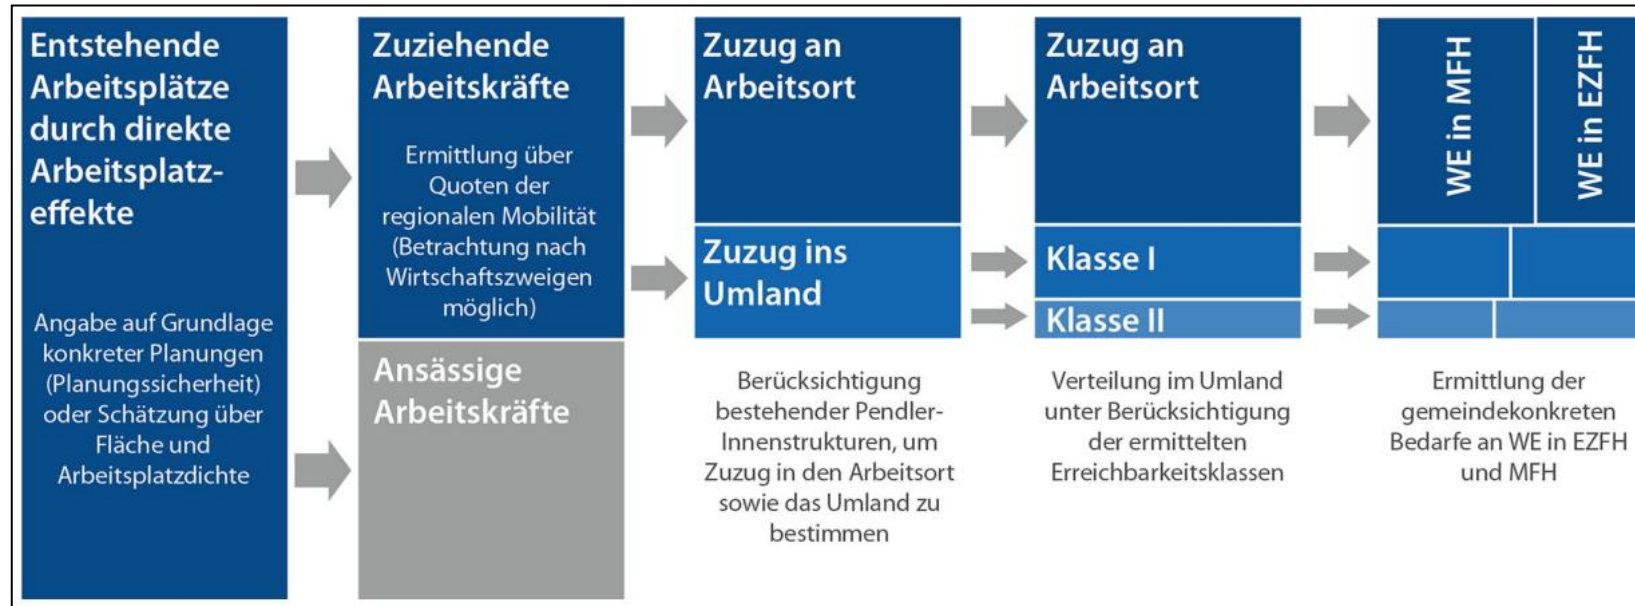 Entstehende
Arbeitsplätze
durch direkte
Arbeitsplatz-
effekte
Angabe auf Grundlage
konkreter Planungen
(Planungssicherheit)
oder Schätzung über
Fläche und
Arbeitsplatzdichte
Zuziehende
Arbeitskräfte
Ermittlung über
Quoten der
regionalen Mobilität
(Betrachtung nach
Wirtschaftszweigen
möglich)
Ansässige
Arbeitskräfte
Zuzug an
Arbeitsort
Zuzug ins
Umland
Berücksichtigung
bestehender Pendler-
Innenstrukturen, um
Zuzug in den Arbeitsort
sowie das Umland zu
bestimmen
Zuzug an
Arbeitsort
Klasse I
Klasse II
Verteilung im Umland
unter Berücksichtigung
der ermittelten
Erreichbarkeitsklassen
WE in MFH
WE in EZFH
Ermittlung der
gemeindekonkreten
Bedarfe an WE in EZFH
und MFH